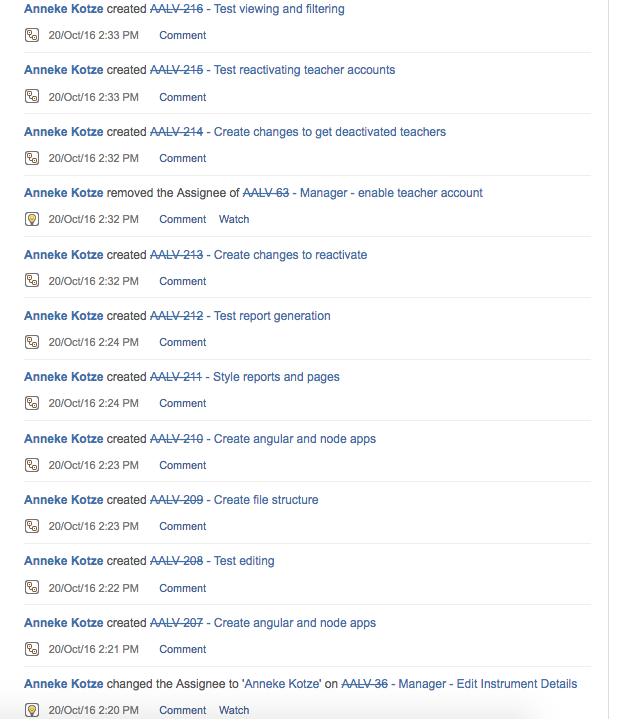 Anneke Kotze created AALV-216 - Test viewing and filtering
20/Oct/16 2:33 PM Comment
Anneke Kotze created AALV-215 - Test reactivating teacher accounts
20/Oct/16 2:33 PM Comment
Anneke Kotze created AALV-214 - Create changes to get deactivated teachers
20/Oct/16 2:32 PM Comment
Anneke Kotze removed the Assignee of AALV-63 - Manager - enable teacher account
20/Oct/16 2:32 PM Comment Watch
Anneke Kotze created AALV-213 - Create changes to reactivate
20/Oct/16 2:32 PM Comment
Anneke Kotze created AALV-212 - Test report generation
20/Oct/16 2:24 PM Comment
Anneke Kotze created AALV-211 - Style reports and pages
20/Oct/16 2:24 PM Comment
Anneke Kotze created AALV-210 - Create angular and node apps
20/Oct/16 2:23 PM Comment
Anneke Kotze created AALV-209 - Create file structure
20/Oct/16 2:23 PM Comment
Anneke Kotze created AALV-208 - Test editing
20/Oct/16 2:22 PM Comment
Anneke Kotze created AALV-207 - Create angular and node apps
20/Oct/16 2:21 PM Comment
Anneke Kotze changed the Assignee to 'Anneke Kotze' on AALV-36 - Manager - Edit Instrument Details
20/Oct/16 2:20 PM Comment Watch